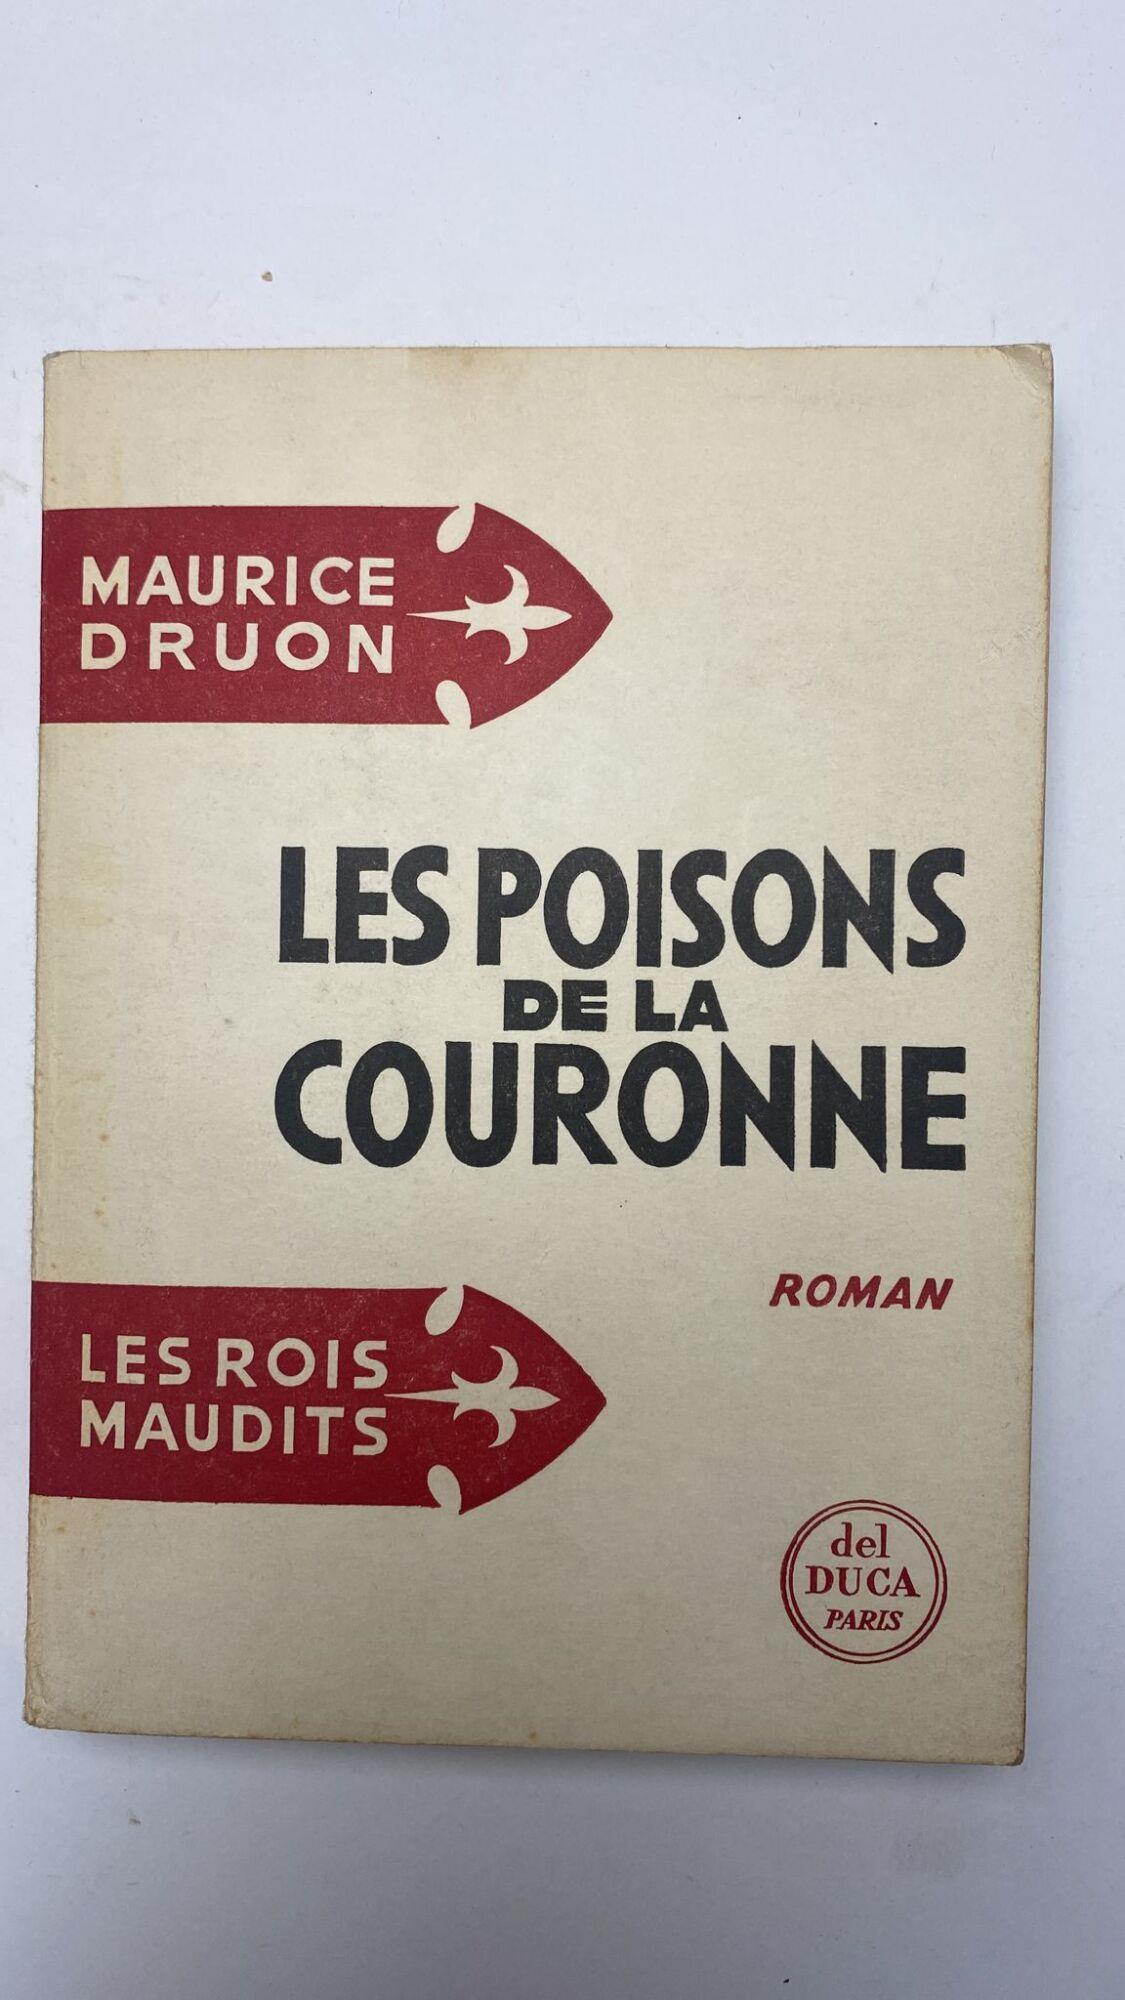 MAURICE
DRUON
LES POISONS
DE LA
COURONNE
ROMAN
LES ROIS
MAUDITS
del
DUCA
PARIS